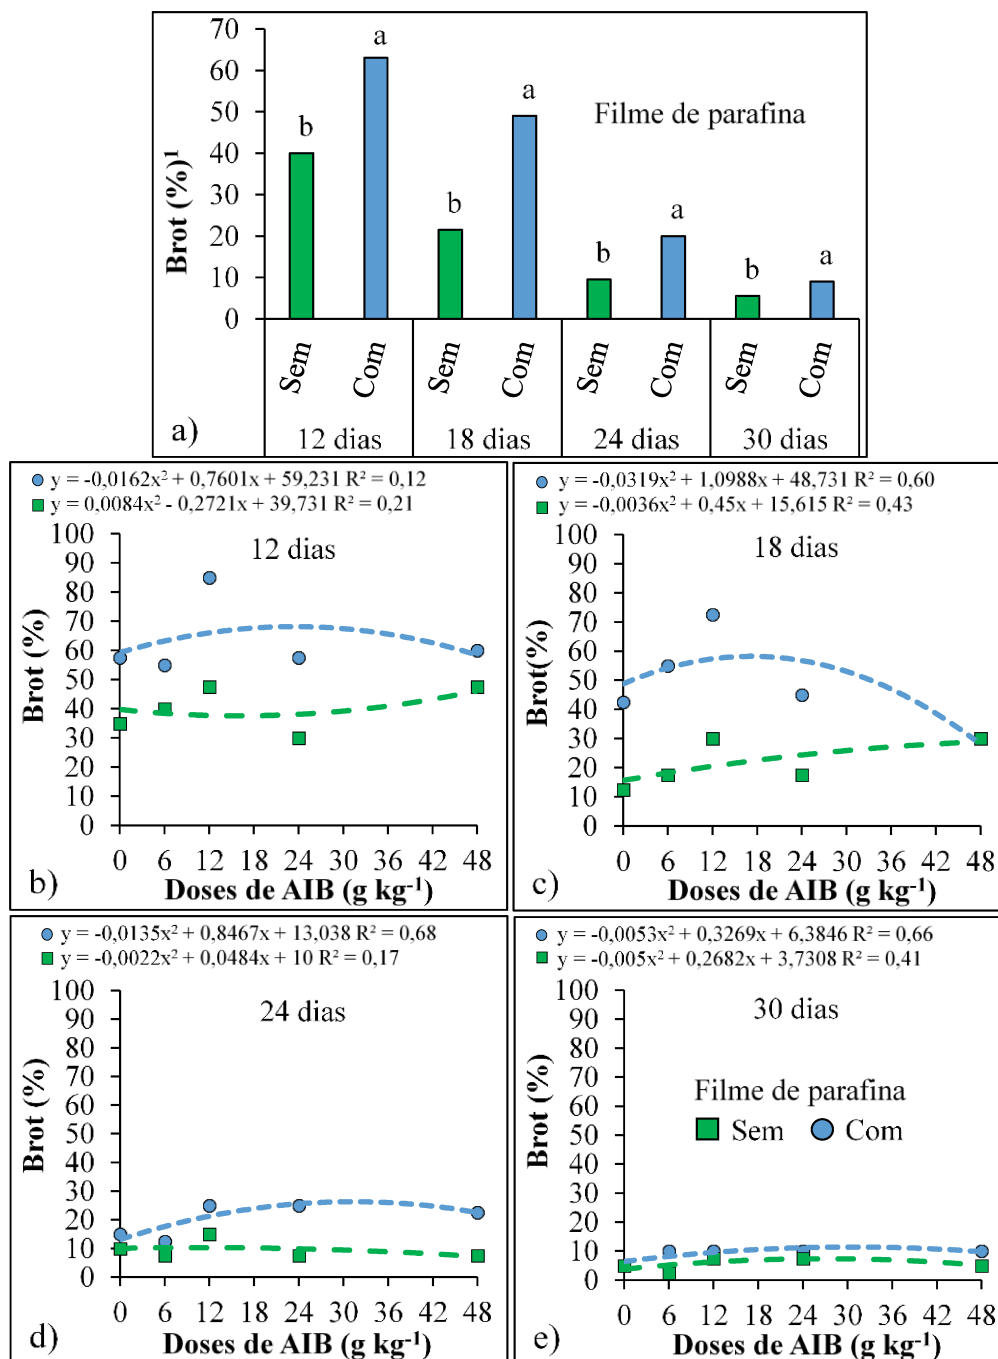 70
60
50
40
30
20
10
0
Brot (%)¹
b
a
b
a
b
a
b
a
Filme de parafina
Sem
Com
Sem
Com
Sem
Com
Sem
Com
12 dias
18 dias
24 dias
30 dias
a)
y = -0,0162x² + 0,7601x + 59,231 R² = 0,12
y = 0,0084x² - 0,2721x + 39,731 R² = 0,21
12 dias
100
90
80
70
60
50
40
30
20
10
0
Brot (%)
0 6 12 18 24 30 36 42 48
Doses de AIB (g kg⁻¹)
b)
y = -0,0319x² + 1,0988x + 48,731 R² = 0,60
y = -0,0036x² + 0,45x + 15,615 R² = 0,43
18 dias
100
90
80
70
60
50
40
30
20
10
0
Brot(%)
0 6 12 18 24 30 36 42 48
Doses de AIB (g kg⁻¹)
c)
y = -0,0135x² + 0,8467x + 13,038 R² = 0,68
y = -0,0022x² + 0,0484x + 10 R² = 0,17
24 dias
100
90
80
70
60
50
40
30
20
10
0
Brot (%)
0 6 12 18 24 30 36 42 48
Doses de AIB (g kg⁻¹)
d)
y = -0,0053x² + 0,3269x + 6,3846 R² = 0,66
y = -0,005x² + 0,2682x + 3,7308 R² = 0,41
30 dias
100
90
80
70
60
50
40
30
20
10
0
Brot (%)
Filme de parafina
Sem Com
0 6 12 18 24 30 36 42 48
Doses de AIB (g kg⁻¹)
e)